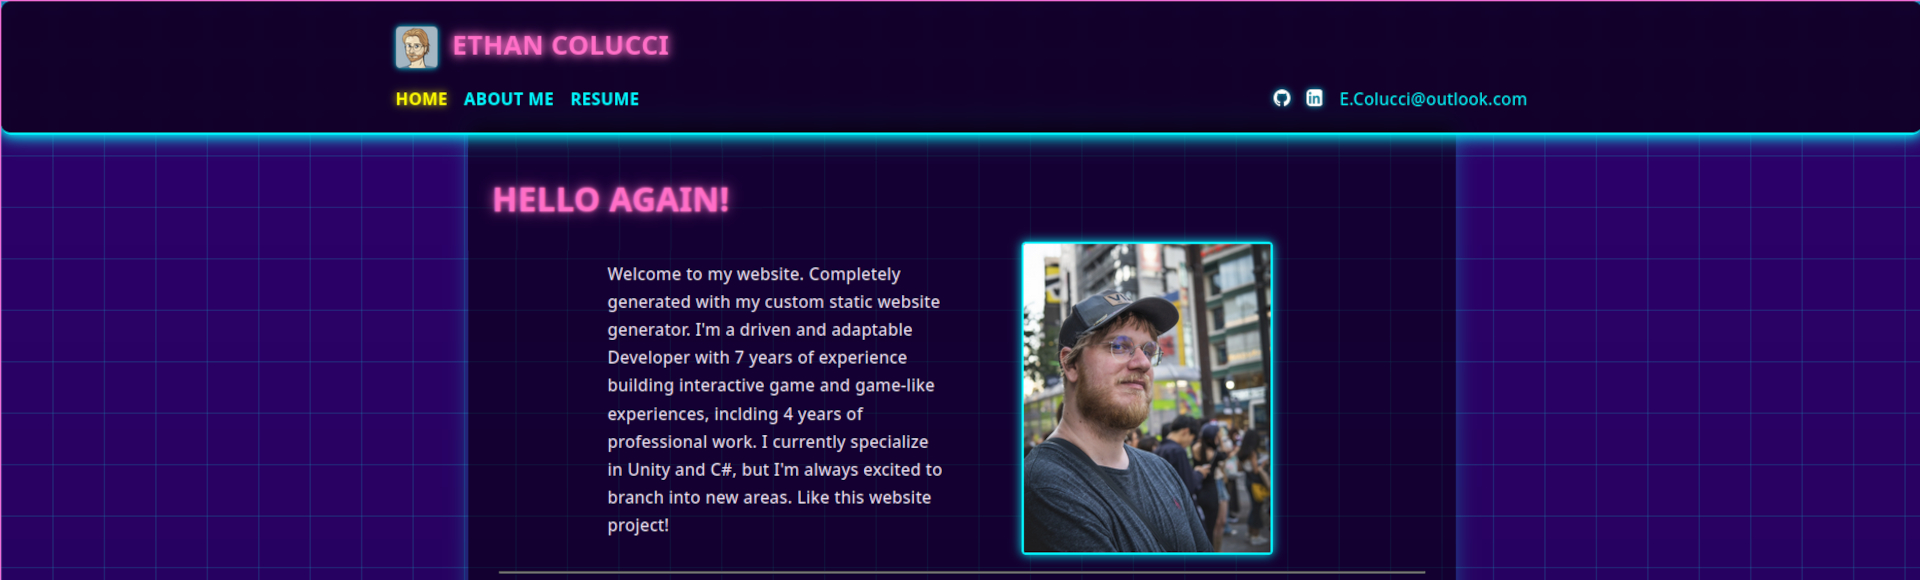 ETHAN COLUCCI
HOME ABOUT ME RESUME
E.Colucci@outlook.com
HELLO AGAIN!
Welcome to my website. Completely
generated with my custom static website
generator. I'm a driven and adaptable
Developer with 7 years of experience
building interactive game and game-like
experiences, inclding 4 years of
professional work. I currently specialize
in Unity and C#, but I'm always excited to
branch into new areas. Like this website
project!